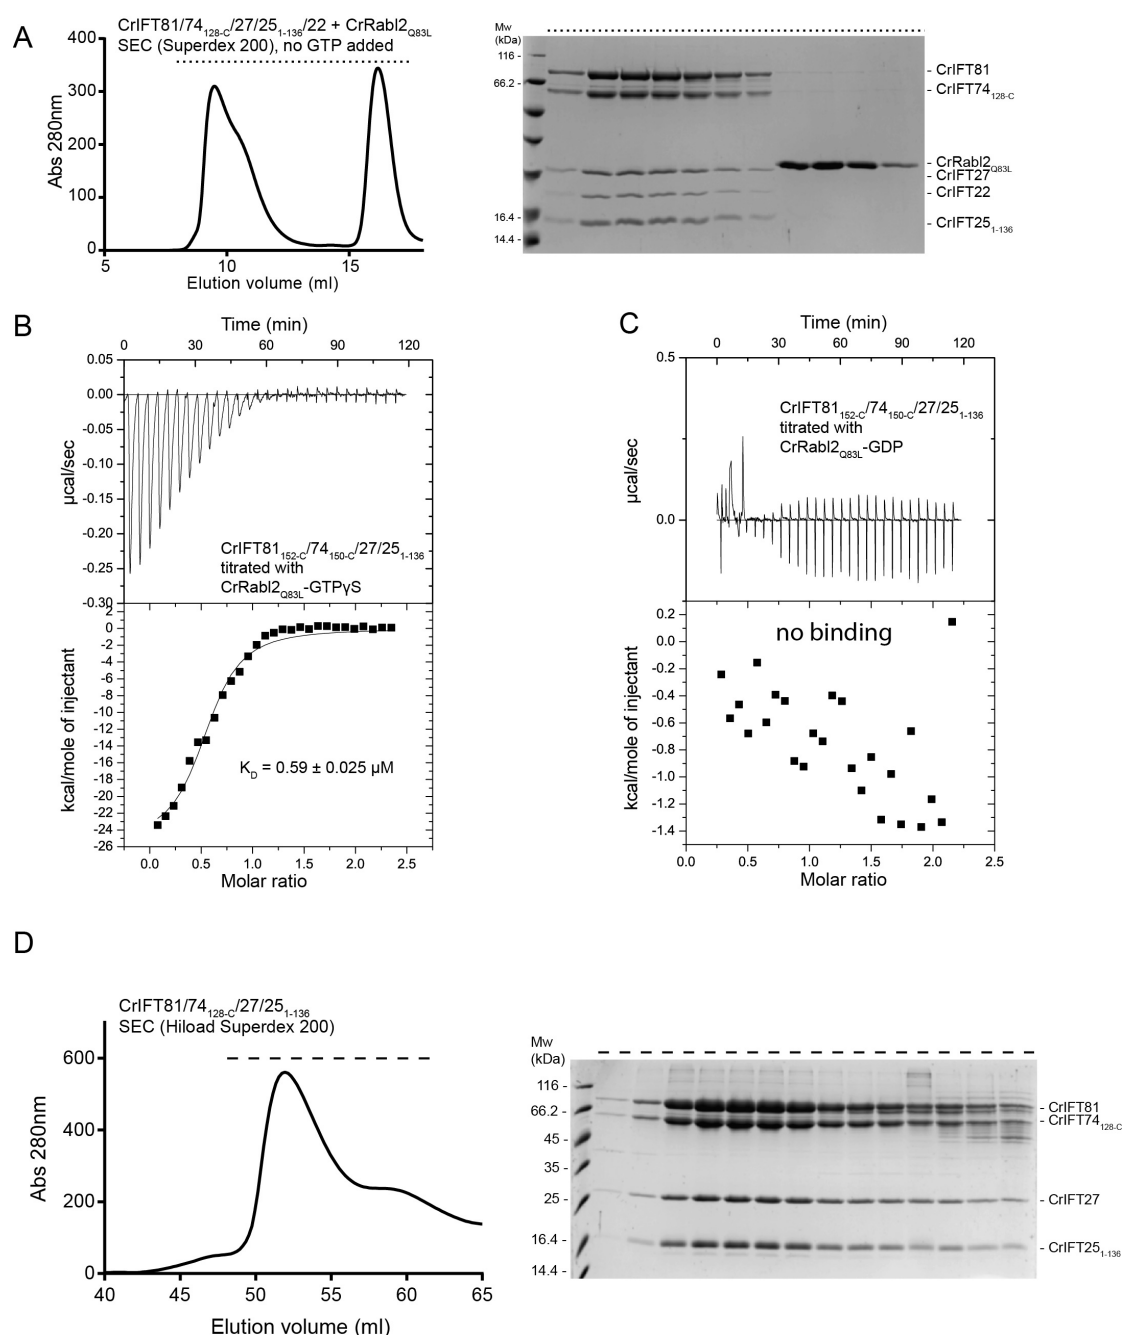 A
CrIFT81/74128-C/27/251-136/22 + CrRabl2Q83L
SEC (Superdex 200), no GTP added
400
300
200
100
0
Abs 280nm
5
10
15
Elution volume (ml)
Mw
(kDa)
116
66.2
16.4
14.4
CrIFT81
CrIFT74128-C
CrRabl2Q83L
CrIFT27
CrIFT22
CrIFT251-136
B
Time (min)
0 30 60 90 120
0.05
0.00
-0.05
-0.10
-0.15
-0.20
-0.25
-0.30
µcal/sec
CrIFT81152-C/74150-C/27/251-136
titrated with
CrRabl2Q83L-GTPγS
2
0
-2
-4
-6
-8
-10
-12
-14
-16
-18
-20
-22
-24
-26
kcal/mole of injectant
KD = 0.59 ± 0.025 µM
0.0 0.5 1.0 1.5 2.0 2.5
Molar ratio
C
Time (min)
0 30 60 90 120
0.5
0.0
µcal/sec
CrIFT81152-C/74150-C/27/251-136
titrated with
CrRabl2Q83L-GDP
0.2
0.0
-0.2
-0.4
-0.6
-0.8
-1.0
-1.2
-1.4
kcal/mole of injectant
no binding
0.0 0.5 1.0 1.5 2.0 2.5
Molar ratio
D
CrIFT81/74128-C/27/251-136
SEC (Hiload Superdex 200)
600
400
200
0
Abs 280nm
40 45 50 55 60 65
Elution volume (ml)
Mw
(kDa)
116
66.2
45
35
25
16.4
14.4
CrIFT81
CrIFT74128-C
CrIFT27
CrIFT251-136